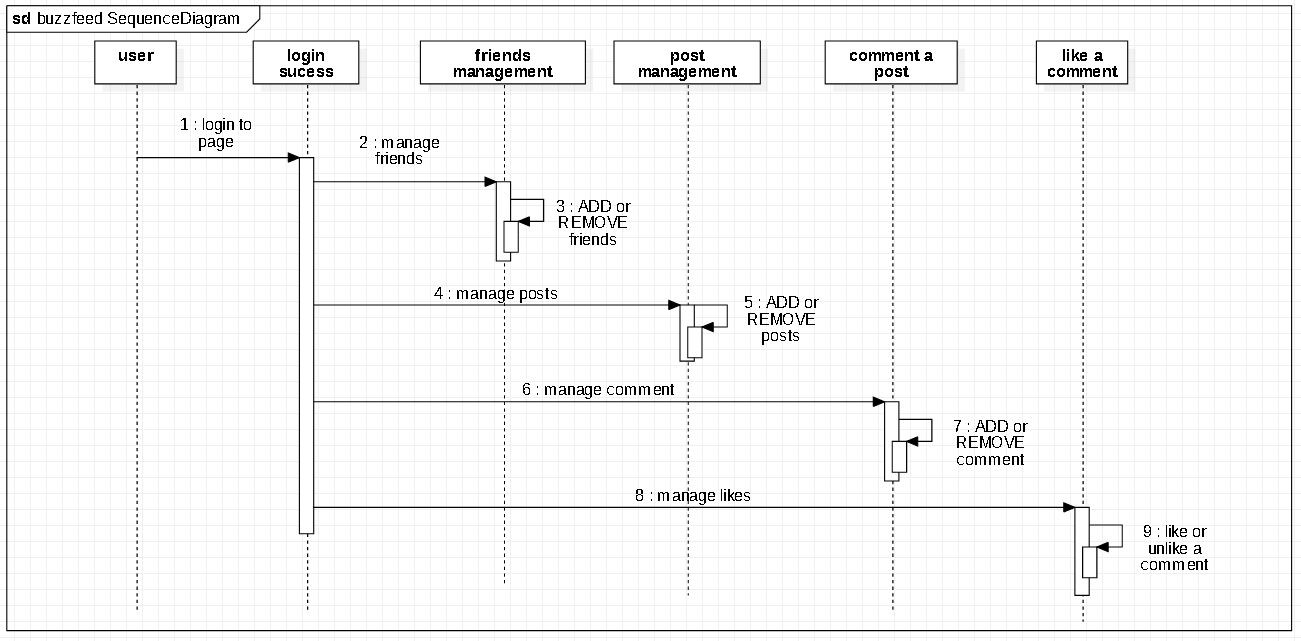 sd buzzfeed SequenceDiagram
user
login
sucess
friends
management
post
management
comment a
post
like a
comment
1 : login to
page
2 : manage
friends
3 : ADD or
REMOVE
friends
4 : manage posts
5 : ADD or
REMOVE
posts
6 : manage comment
7 : ADD or
REMOVE
comment
8 : manage likes
9 : like or
unlike a
comment